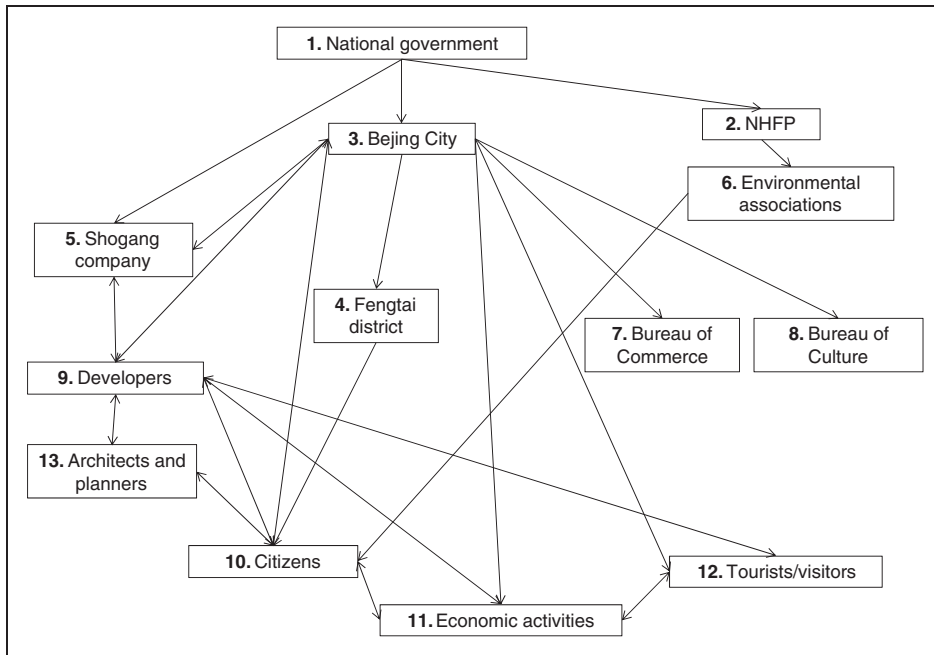 1. National government
2. NHFP
3. Bejing City
6. Environmental
associations
5. Shogang
company
4. Fengtai
district
7. Bureau of
Commerce
8. Bureau of
Culture
9. Developers
13. Architects and
planners
10. Citizens
12. Tourists/visitors
11. Economic activities